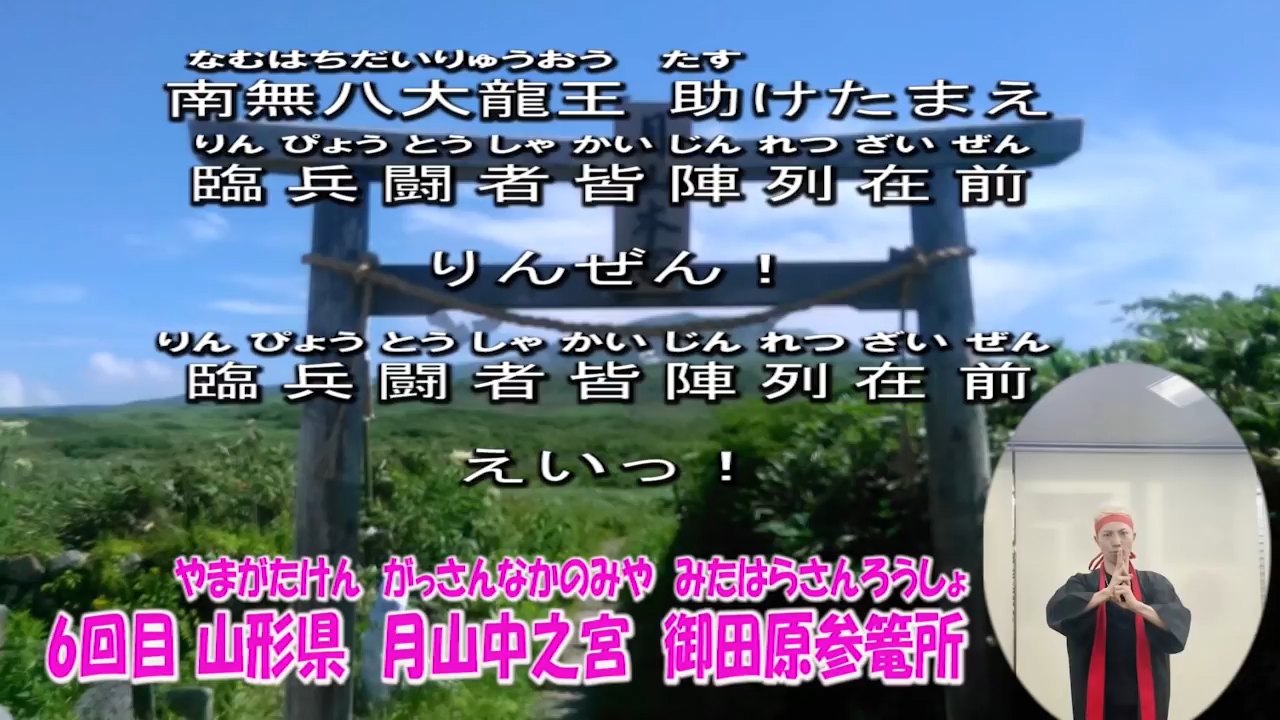 なむはちだいりゅうおう たす
南無八大龍王 助けたまえ
りん ぴょう とう しゃ かい じん れつ ざい ぜん
臨 兵 闘 者 皆 陣 列 在 前
りんぜん！
りん ぴょう とう しゃ かい じん れつ ざい ぜん
臨 兵 闘 者 皆 陣 列 在 前
えいっ！
やまがたけん がっさんなかのみや みたはらさんろうしょ
6回目 山形県 月山中之宮 御田原参篭所